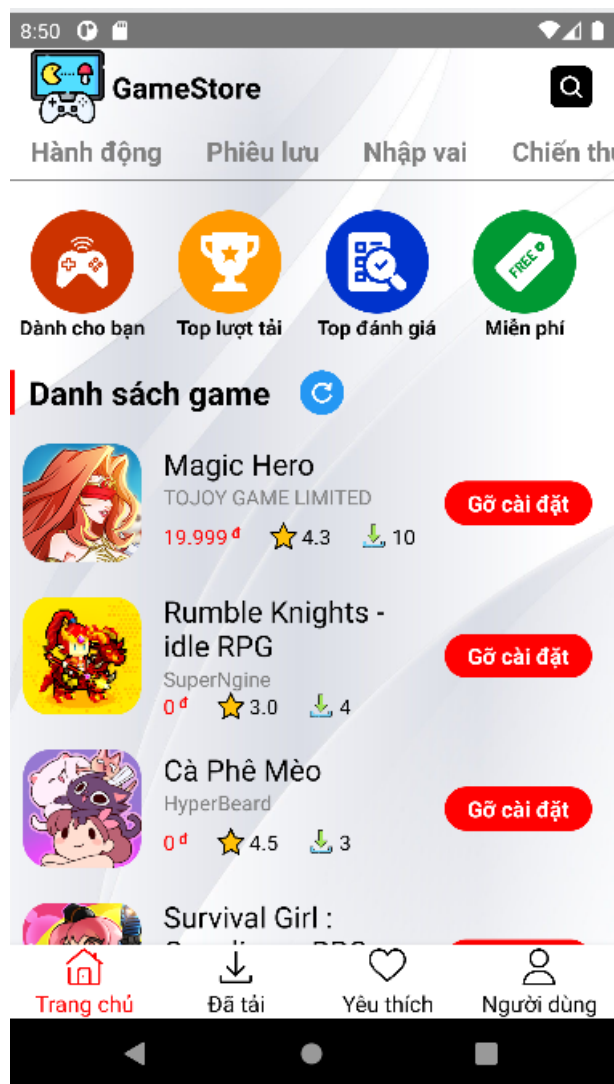 8:50
GameStore
Hành động Phiêu lưu Nhập vai Chiến th
FREE
Dành cho bạn Top lượt tải Top đánh giá Miễn phí
Danh sách game
Magic Hero
TOJOY GAME LIMITED
19.999 đ 4.3 10
Gỡ cài đặt
Rumble Knights -
idle RPG
SuperNgine
0 đ 3.0 4
Gỡ cài đặt
Cà Phê Mèo
HyperBeard
0 đ 4.5 3
Gỡ cài đặt
Survival Girl :
Trang chủ Đã tải Yêu thích Người dùng